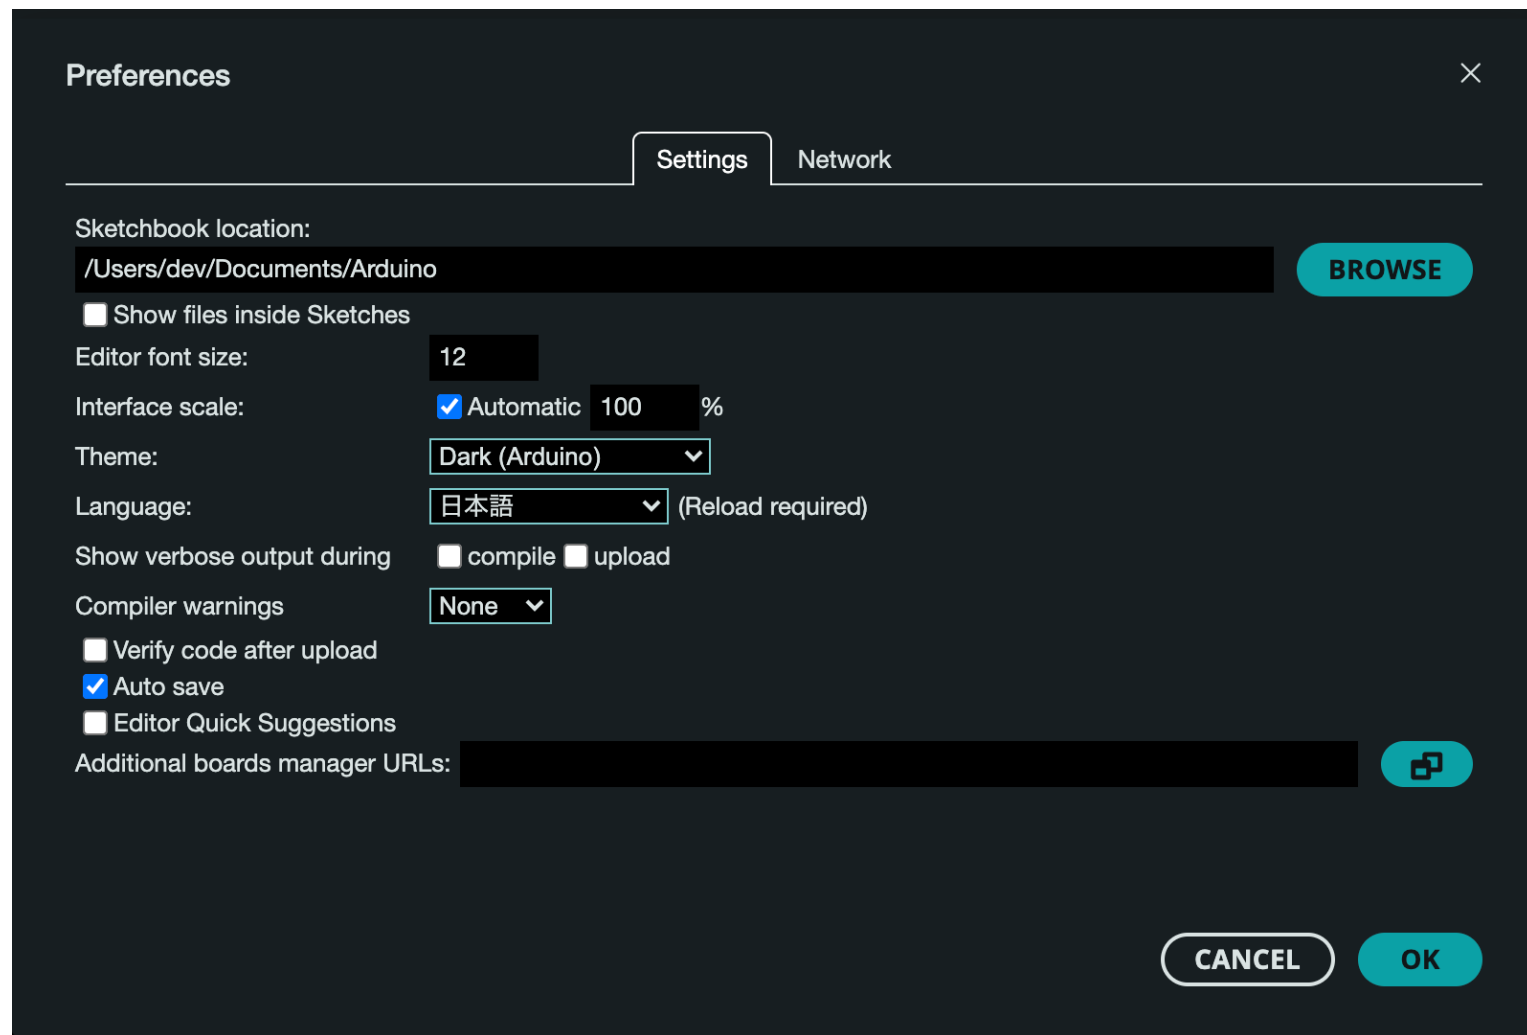 Preferences
Settings Network
Sketchbook location:
/Users/dev/Documents/Arduino
BROWSE
Show files inside Sketches
Editor font size: 12
Interface scale: Automatic 100 %
Theme: Dark (Arduino)
Language: 日本語 (Reload required)
Show verbose output during compile upload
Compiler warnings None
Verify code after upload
Auto save
Editor Quick Suggestions
Additional boards manager URLs:
CANCEL OK